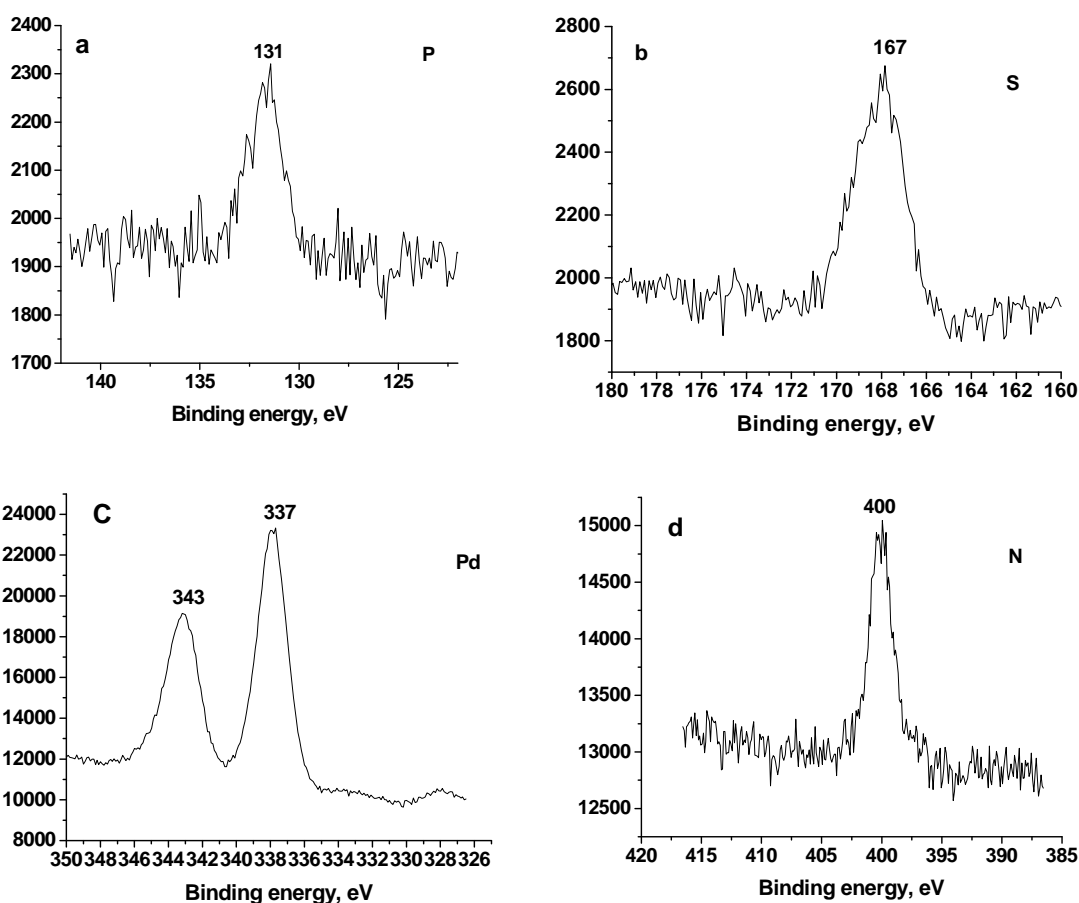 a
131
P
2400
2300
2200
2100
2000
1900
1800
1700
140 135 130 125
Binding energy, eV
b
167
S
2800
2600
2400
2200
2000
1800
180 178 176 174 172 170 168 166 164 162 160
Binding energy, eV
C
337
343
Pd
24000
22000
20000
18000
16000
14000
12000
10000
8000
350 348 346 344 342 340 338 336 334 332 330 328 326
Binding energy, eV
d
400
N
15000
14500
14000
13500
13000
12500
420 415 410 405 400 395 390 385
Binding energy, eV